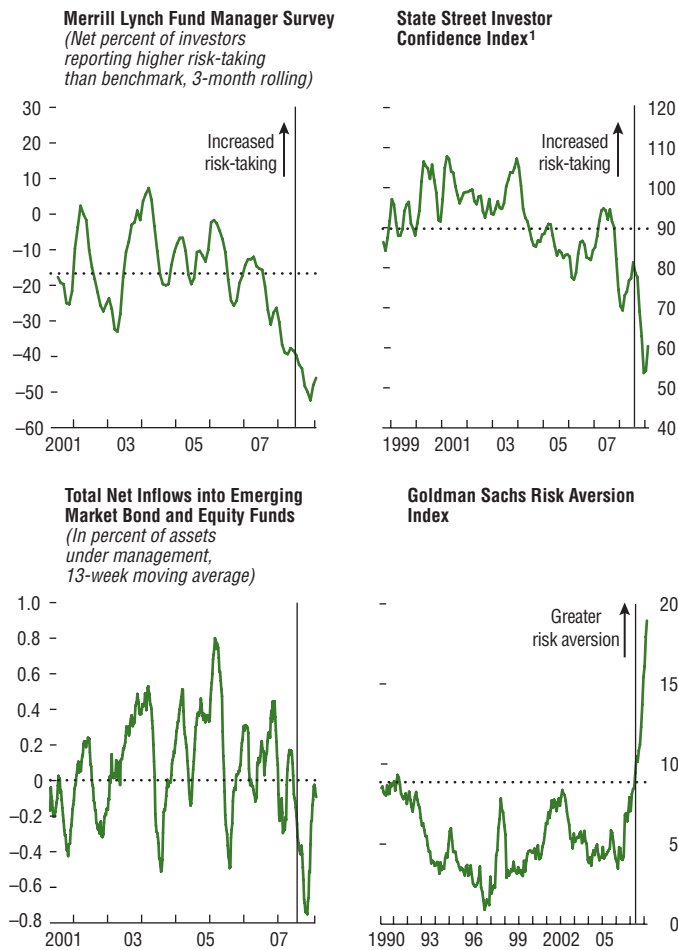 Merrill Lynch Fund Manager Survey
(Net percent of investors
reporting higher risk-taking
than benchmark, 3-month rolling)
30
20
10
0
–10
–20
–30
–40
–50
–60
Increased
risk-taking
2001 03 05 07
State Street Investor
Confidence Index¹
120
110
100
90
80
70
60
50
40
Increased
risk-taking
1999 2001 03 05 07
Total Net Inflows into Emerging
Market Bond and Equity Funds
(In percent of assets
under management,
13-week moving average)
1.0
0.8
0.6
0.4
0.2
0
–0.2
–0.4
–0.6
–0.8
2001 03 05 07
Goldman Sachs Risk Aversion
Index
20
15
10
5
0
Greater
risk aversion
1990 93 96 99 2002 05